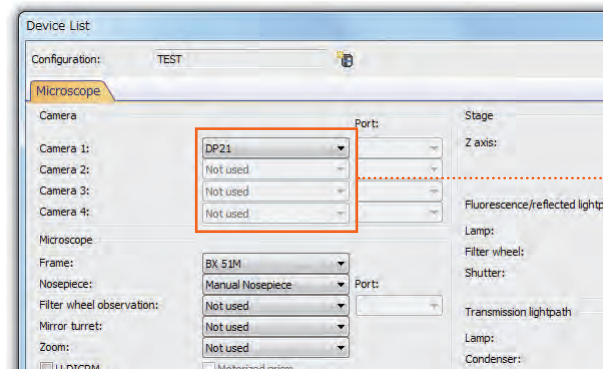 Device List
Configuration: TEST
Microscope
Camera
Port:
Camera 1: DP21
Camera 2: Not used
Camera 3: Not used
Camera 4: Not used
Microscope
Frame: BX 51M
Nosepiece: Manual Nosepiece Port:
Filter wheel observation: Not used
Mirror turret: Not used
Zoom: Not used
Motorized prism
Stage
Z axis:
Fluorescence/reflected lightp
Lamp:
Filter wheel:
Shutter:
Transmission lightpath
Lamp:
Condenser: